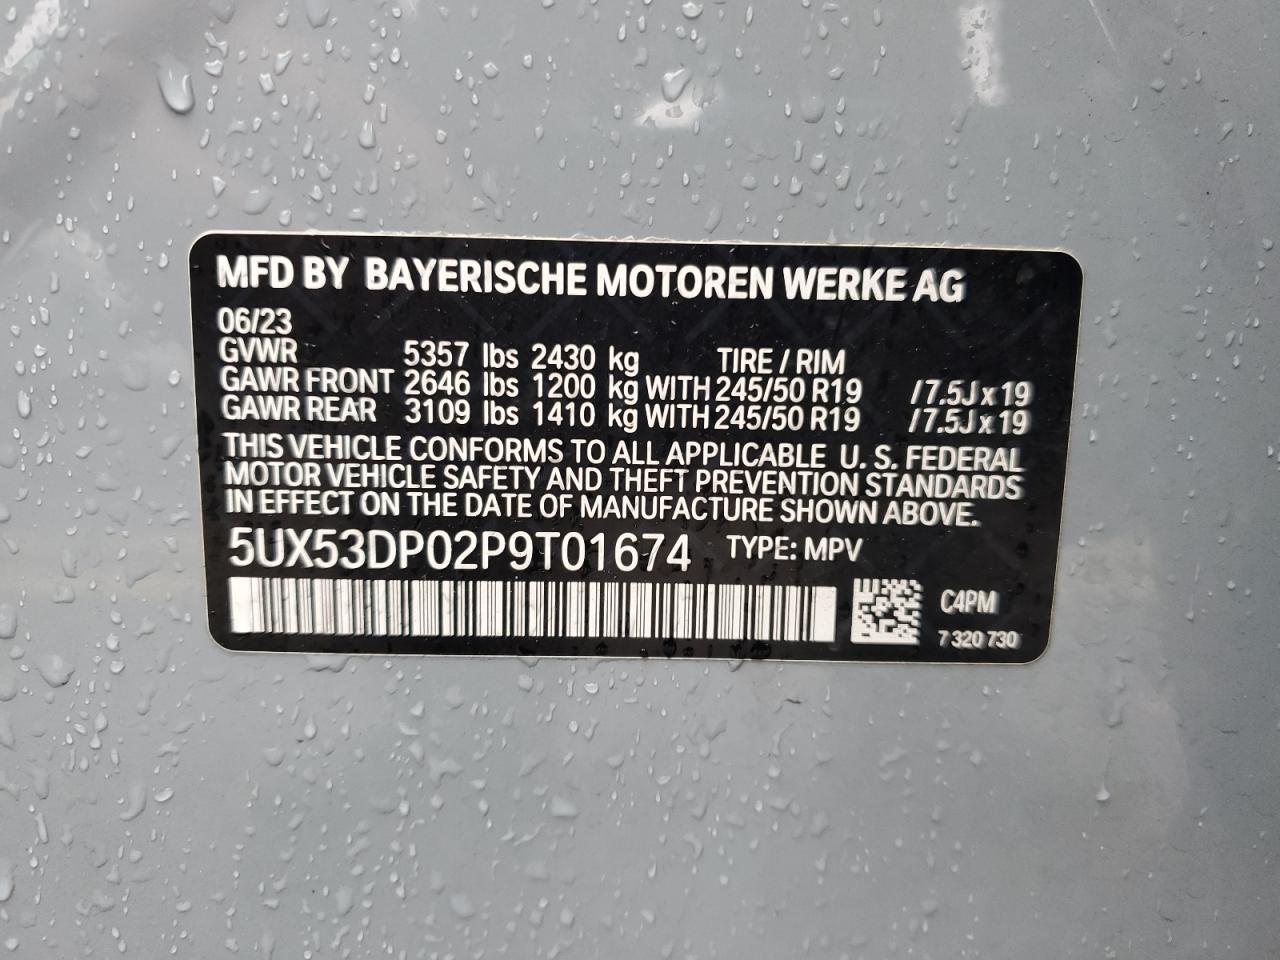 MFD BY BAYERISCHE MOTOREN WERKE AG
06/23
GVWR 5357 lbs 2430 kg TIRE / RIM
GAWR FRONT 2646 lbs 1200 kg WITH 245/50 R19 / 7.5J x 19
GAWR REAR 3109 lbs 1410 kg WITH 245/50 R19 / 7.5J x 19
THIS VEHICLE CONFORMS TO ALL APPLICABLE U. S. FEDERAL
MOTOR VEHICLE SAFETY AND THEFT PREVENTION STANDARDS
IN EFFECT ON THE DATE OF MANUFACTURE SHOWN ABOVE.
5UX53DP02P9T01674 TYPE: MPV
C4PM
7 320 730